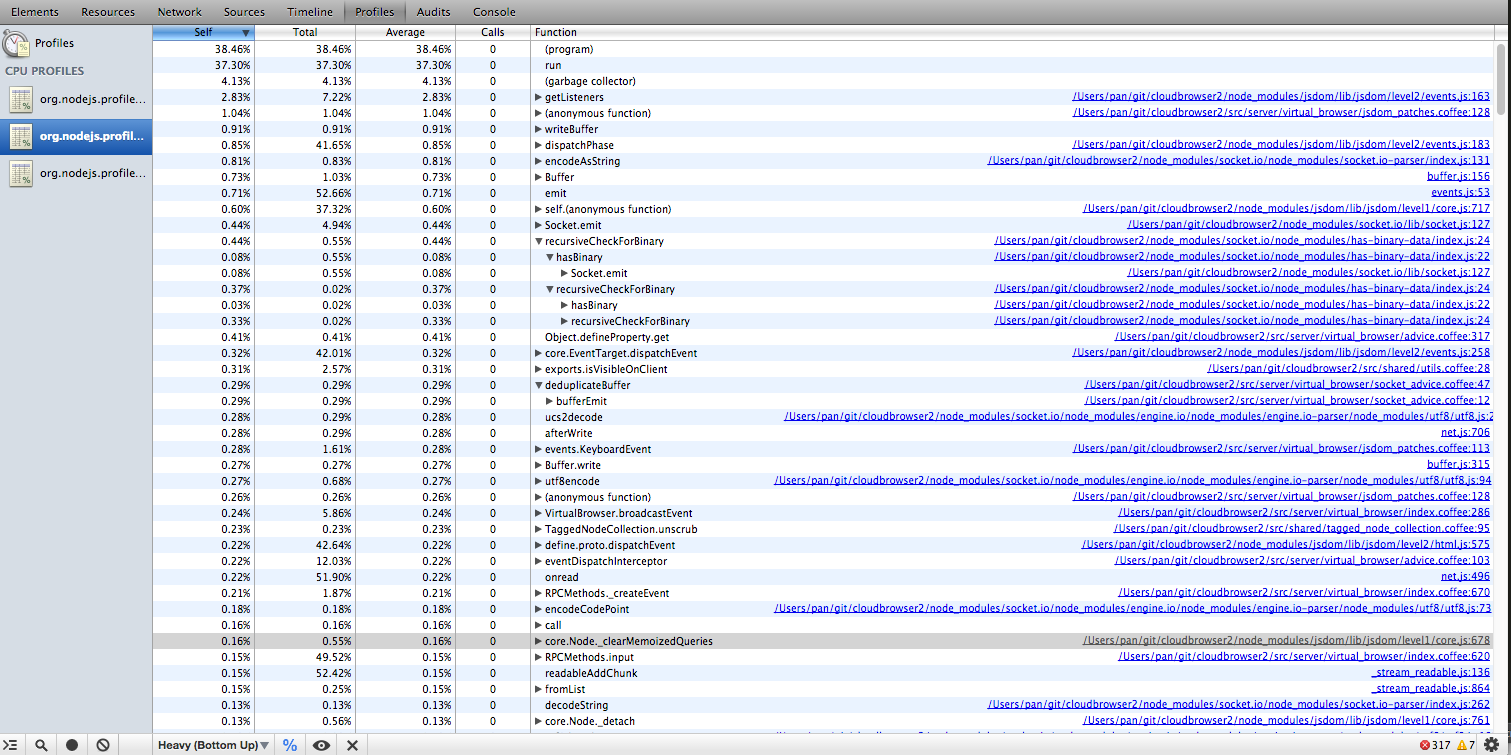 Elements Resources Network Sources Timeline Profiles Audits Console
Profiles
CPU PROFILES
org.nodejs.profile...
org.nodejs.profil...
org.nodejs.profile...
Self Total Average Calls Function
38.46% 38.46% 38.46% 0 (program)
37.30% 37.30% 37.30% 0 run
4.13% 4.13% 4.13% 0 (garbage collector)
2.83% 7.22% 2.83% 0 getListeners /Users/pan/git/cloudbrowser2/node_modules/jsdom/lib/jsdom/level2/events.js:163
1.04% 1.04% 1.04% 0 (anonymous function) /Users/pan/git/cloudbrowser2/src/server/virtual_browser/jsdom_patches.coffee:128
0.91% 0.91% 0.91% 0 writeBuffer
0.85% 41.65% 0.85% 0 dispatchPhase /Users/pan/git/cloudbrowser2/node_modules/jsdom/lib/jsdom/level2/events.js:183
0.81% 0.83% 0.81% 0 encodeAsString /Users/pan/git/cloudbrowser2/node_modules/socket.io/node_modules/socket.io-parser/index.js:131
0.73% 1.03% 0.73% 0 Buffer buffer.js:156
0.71% 52.66% 0.71% 0 emit events.js:53
0.60% 37.32% 0.60% 0 self.(anonymous function) /Users/pan/git/cloudbrowser2/node_modules/jsdom/lib/jsdom/level1/core.js:717
0.44% 4.94% 0.44% 0 Socket.emit /Users/pan/git/cloudbrowser2/node_modules/socket.io/lib/socket.js:127
0.44% 0.55% 0.44% 0 recursiveCheckForBinary /Users/pan/git/cloudbrowser2/node_modules/socket.io/node_modules/has-binary-data/index.js:24
0.08% 0.55% 0.08% 0 hasBinary /Users/pan/git/cloudbrowser2/node_modules/socket.io/node_modules/has-binary-data/index.js:22
0.08% 0.55% 0.08% 0 Socket.emit /Users/pan/git/cloudbrowser2/node_modules/socket.io/lib/socket.js:127
0.37% 0.02% 0.37% 0 recursiveCheckForBinary /Users/pan/git/cloudbrowser2/node_modules/socket.io/node_modules/has-binary-data/index.js:24
0.03% 0.02% 0.03% 0 hasBinary /Users/pan/git/cloudbrowser2/node_modules/socket.io/node_modules/has-binary-data/index.js:22
0.33% 0.02% 0.33% 0 recursiveCheckForBinary /Users/pan/git/cloudbrowser2/node_modules/socket.io/node_modules/has-binary-data/index.js:24
0.41% 0.41% 0.41% 0 Object.defineProperty.get /Users/pan/git/cloudbrowser2/src/server/virtual_browser/advice.coffee:317
0.32% 42.01% 0.32% 0 core.EventTarget.dispatchEvent /Users/pan/git/cloudbrowser2/node_modules/jsdom/lib/jsdom/level2/events.js:258
0.31% 2.57% 0.31% 0 exports.isVisibleOnClient /Users/pan/git/cloudbrowser2/src/shared/utils.coffee:28
0.29% 0.29% 0.29% 0 deduplicateBuffer /Users/pan/git/cloudbrowser2/src/server/virtual_browser/socket_advice.coffee:47
0.29% 0.29% 0.29% 0 bufferEmit /Users/pan/git/cloudbrowser2/src/server/virtual_browser/socket_advice.coffee:12
0.28% 0.29% 0.28% 0 ucs2decode /Users/pan/git/cloudbrowser2/node_modules/socket.io/node_modules/engine.io/node_modules/engine.io-parser/node_modules/utf8/utf8.js:2
0.28% 0.29% 0.28% 0 afterWrite net.js:706
0.28% 1.61% 0.28% 0 events.KeyboardEvent /Users/pan/git/cloudbrowser2/src/server/virtual_browser/jsdom_patches.coffee:113
0.27% 0.27% 0.27% 0 Buffer.write buffer.js:315
0.27% 0.68% 0.27% 0 utf8encode /Users/pan/git/cloudbrowser2/node_modules/socket.io/node_modules/engine.io/node_modules/engine.io-parser/node_modules/utf8/utf8.js:94
0.26% 0.26% 0.26% 0 (anonymous function) /Users/pan/git/cloudbrowser2/src/server/virtual_browser/jsdom_patches.coffee:128
0.24% 5.86% 0.24% 0 VirtualBrowser.broadcastEvent /Users/pan/git/cloudbrowser2/src/server/virtual_browser/index.coffee:286
0.23% 0.23% 0.23% 0 TaggedNodeCollection.unscrub /Users/pan/git/cloudbrowser2/src/shared/tagged_node_collection.coffee:95
0.22% 42.64% 0.22% 0 define.proto.dispatchEvent /Users/pan/git/cloudbrowser2/node_modules/jsdom/lib/jsdom/level2/html.js:575
0.22% 12.03% 0.22% 0 eventDispatchInterceptor /Users/pan/git/cloudbrowser2/src/server/virtual_browser/advice.coffee:103
0.22% 51.90% 0.22% 0 onread net.js:496
0.21% 1.87% 0.21% 0 RPCMethods._createEvent /Users/pan/git/cloudbrowser2/src/server/virtual_browser/index.coffee:670
0.18% 0.18% 0.18% 0 encodeCodePoint /Users/pan/git/cloudbrowser2/node_modules/socket.io/node_modules/engine.io/node_modules/engine.io-parser/node_modules/utf8/utf8.js:73
0.16% 0.16% 0.16% 0 call
0.16% 0.55% 0.16% 0 core.Node._clearMemoizedQueries /Users/pan/git/cloudbrowser2/node_modules/jsdom/lib/jsdom/level1/core.js:678
0.15% 49.52% 0.15% 0 RPCMethods.input /Users/pan/git/cloudbrowser2/src/server/virtual_browser/index.coffee:620
0.15% 52.42% 0.15% 0 readableAddChunk _stream_readable.js:136
0.15% 0.25% 0.15% 0 fromList _stream_readable.js:864
0.13% 0.13% 0.13% 0 decodeString /Users/pan/git/cloudbrowser2/node_modules/socket.io/node_modules/socket.io-parser/index.js:262
0.13% 0.56% 0.13% 0 core.Node._detach /Users/pan/git/cloudbrowser2/node_modules/jsdom/lib/jsdom/level1/core.js:761
Heavy (Bottom Up) % 317 7